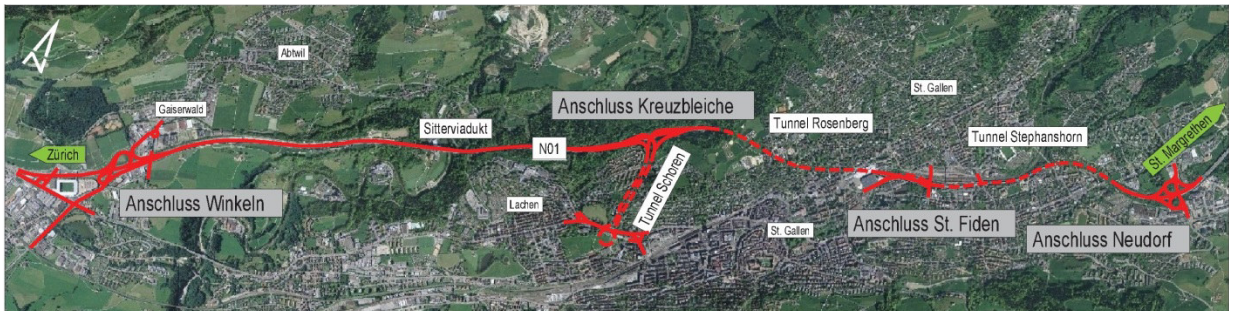 Abtwil
Gaiserwald
Anschluss Kreuzbleiche
St. Gallen
Tunnel Rosenberg
Sitterviadukt
Tunnel Stephanshorn
St. Margrethen
Zürich
N01
Tunnel Schoren
Anschluss Winkeln
Lachen
St. Gallen
Anschluss St. Fiden
Anschluss Neudorf